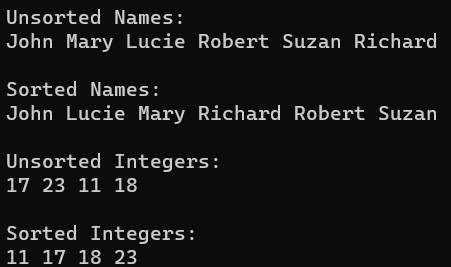 Unsorted Names:
John Mary Lucie Robert Suzan Richard
Sorted Names:
John Lucie Mary Richard Robert Suzan
Unsorted Integers:
17 23 11 18
Sorted Integers:
11 17 18 23